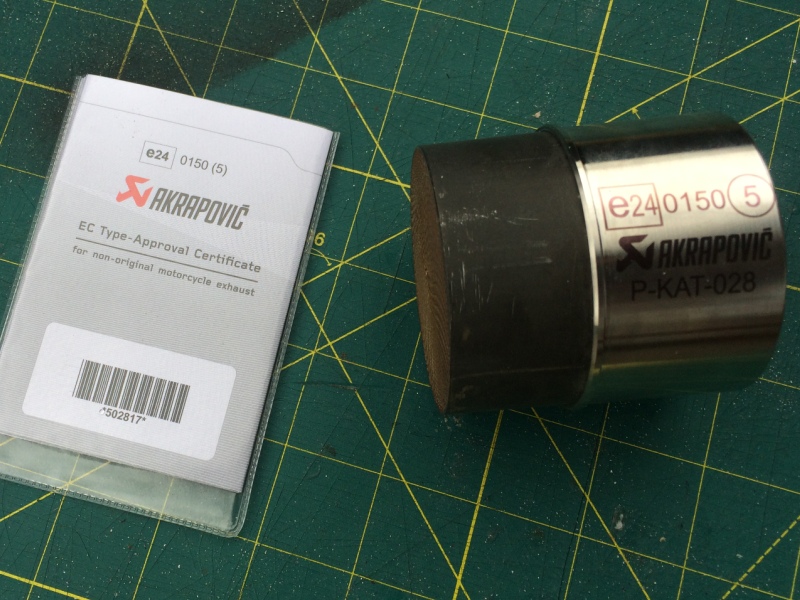 e24 0150 (5)
AKRAPOVIČ
EC Type-Approval Certificate
for non-original motorcycle exhaust
*502817*
6
e24 0150 5
AKRAPOVIČ
P-KAT-028